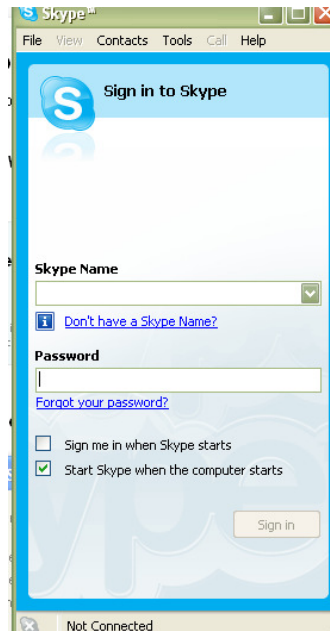 Skype™
File View Contacts Tools Call Help
S Sign in to Skype
Skype Name
Don't have a Skype Name?
Password
Forgot your password?
Sign me in when Skype starts
Start Skype when the computer starts
Sign in
Not Connected